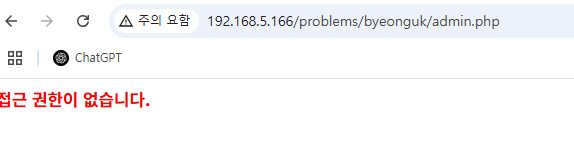 주의 요함 192.168.5.166/problems/byeonguk/admin.php
ChatGPT
접근 권한이 없습니다.